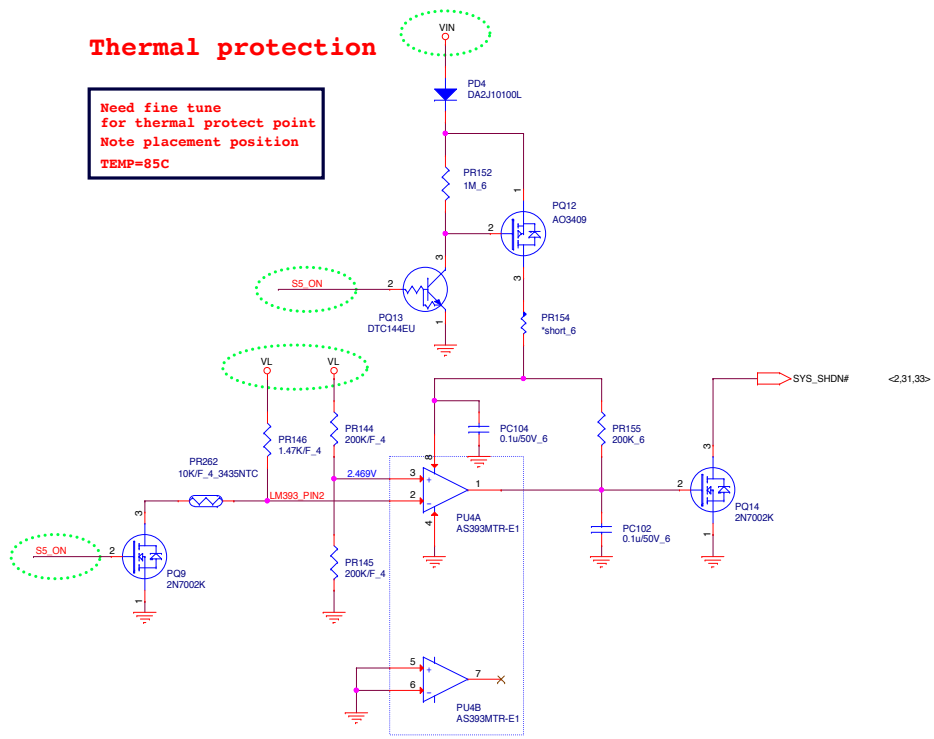 Thermal protection
VIN
Need fine tune
for thermal protect point
Note placement position
TEMP=85C
PD4
DA2J10100L
PR152
1M_6
1
PQ12
AO3409
2
3
3
S5_ON
2
PQ13
DTC144EU
1
PR154
*short_6
VL
VL
SYS_SHDN#
<2,31,33>
PR146
1.47K/F_4
PR144
200K/F_4
PC104
0.1u/50V_6
PR155
200K_6
PR262
10K/F_4_3435NTC
2.469V
LM393_PIN2
8
3
+
2
-
1
4
PU4A
AS393MTR-E1
3
2
1
PQ14
2N7002K
PC102
0.1u/50V_6
3
S5_ON
2
1
PQ9
2N7002K
PR145
200K/F_4
5
+
6
-
7
PU4B
AS393MTR-E1